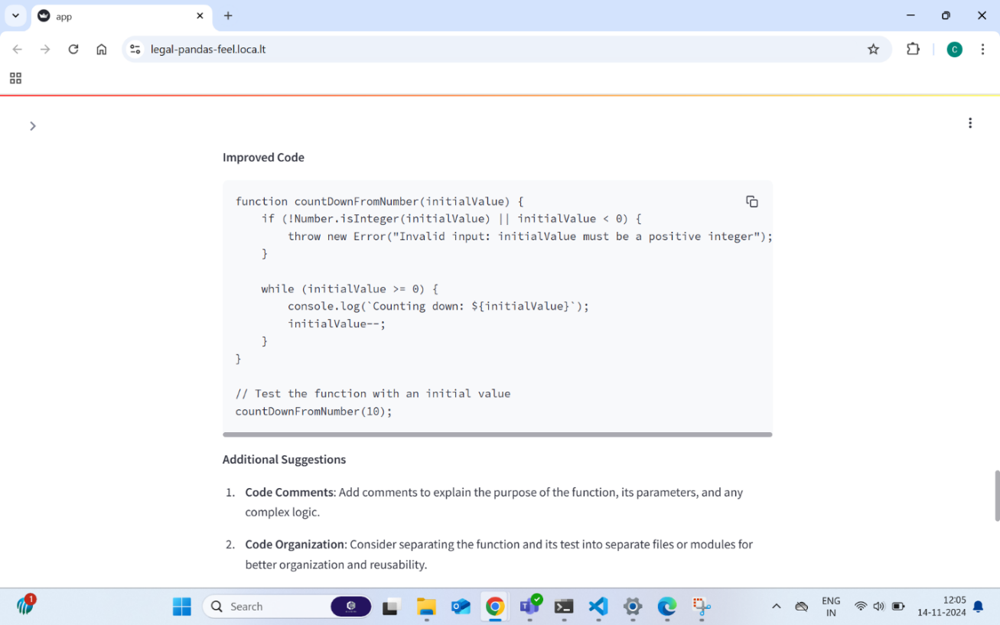 app
legal-pandas-feel.loca.lt
C
Improved Code
function countDownFromNumber(initialValue) {
    if (!Number.isInteger(initialValue) || initialValue < 0) {
        throw new Error("Invalid input: initialValue must be a positive integer");
    }
    while (initialValue >= 0) {
        console.log(`Counting down: ${initialValue}`);
        initialValue--;
    }
}
// Test the function with an initial value
countDownFromNumber(10);
Additional Suggestions
1. Code Comments: Add comments to explain the purpose of the function, its parameters, and any
complex logic.
2. Code Organization: Consider separating the function and its test into separate files or modules for
better organization and reusability.
1
Search
ENG
IN
12:05
14-11-2024